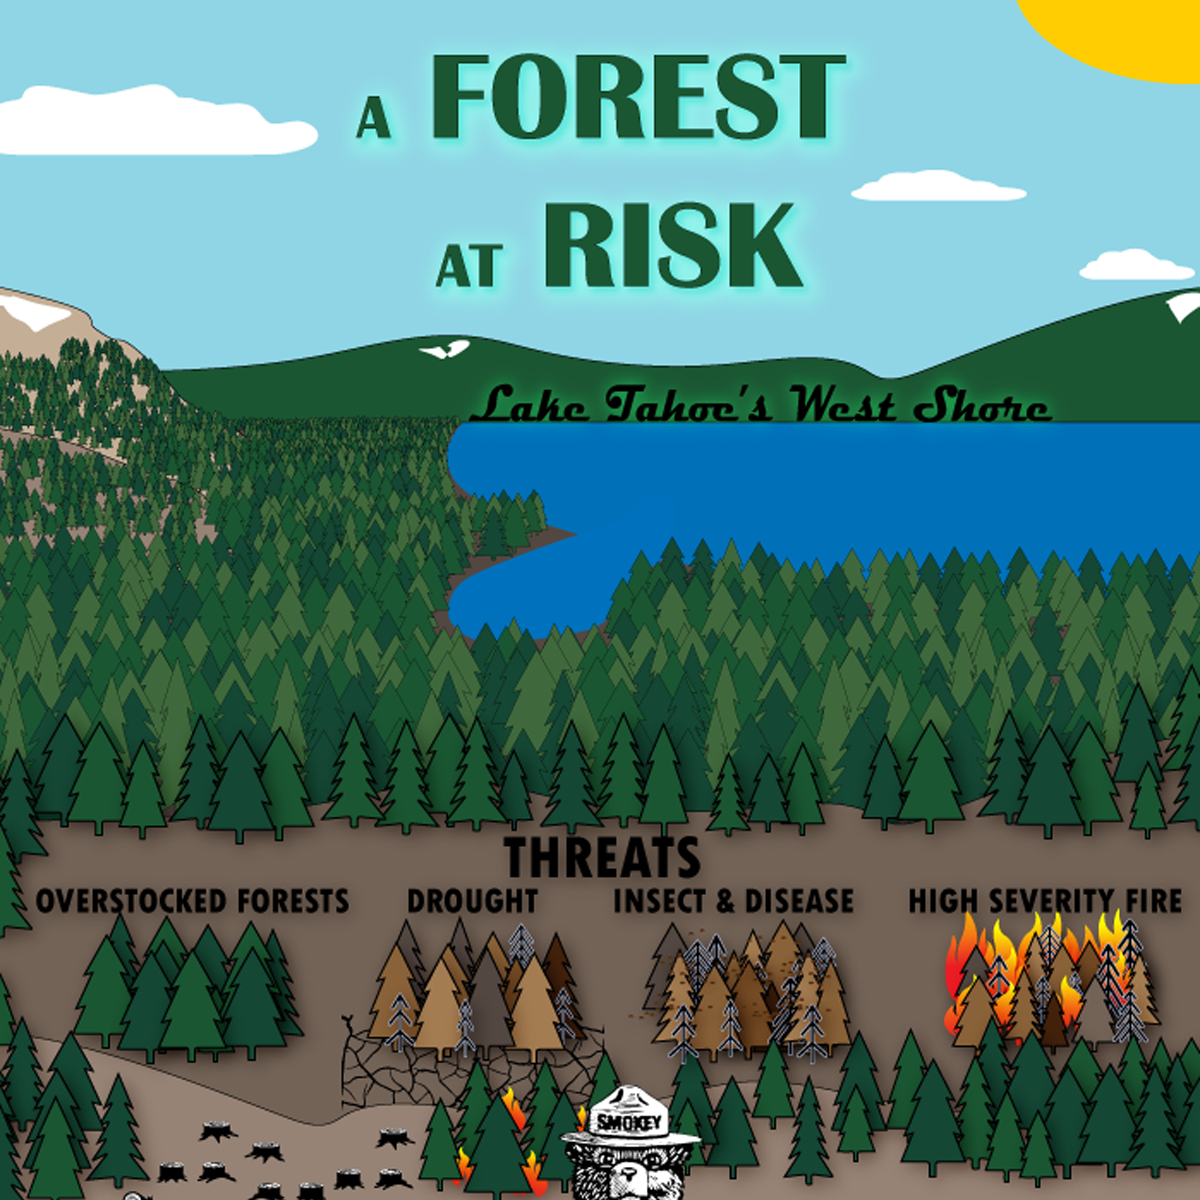 A FOREST
AT RISK
Lake Tahoe's West Shore
THREATS
OVERSTOCKED FORESTS DROUGHT INSECT & DISEASE HIGH SEVERITY FIRE
SMOKEY